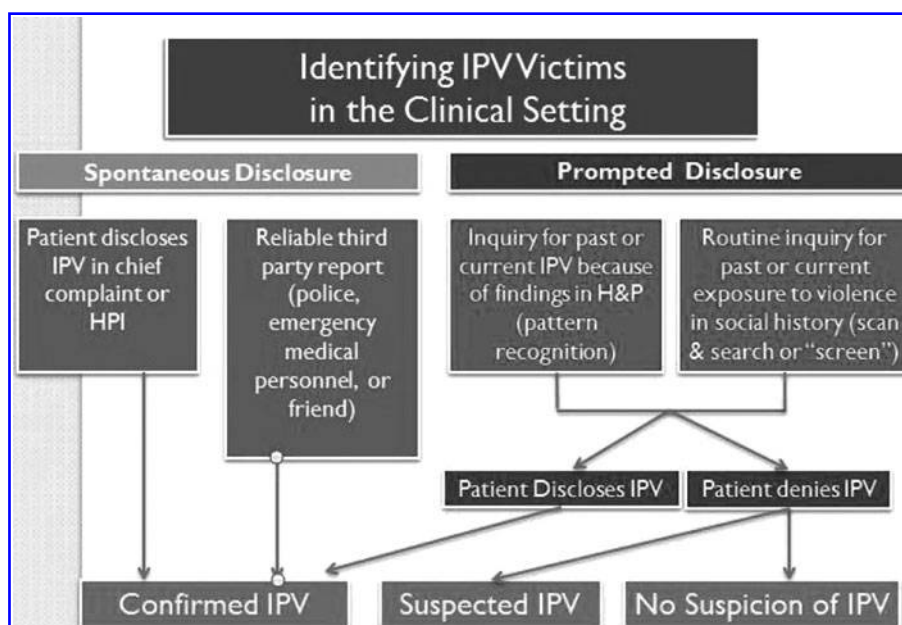 Identifying IPV Victims
in the Clinical Setting
Spontaneous Disclosure
Prompted Disclosure
Patient discloses
IPV in chief
complaint or
HPI
Reliable third
party report
(police,
emergency
medical
personnel, or
friend)
Inquiry for past or
current IPV because
of findings in H&P
(pattern
recognition)
Routine inquiry for
past or current
exposure to violence
in social history (scan
& search or “screen”)
Patient Discloses IPV
Patient denies IPV
Confirmed IPV
Suspected IPV
No Suspicion of IPV